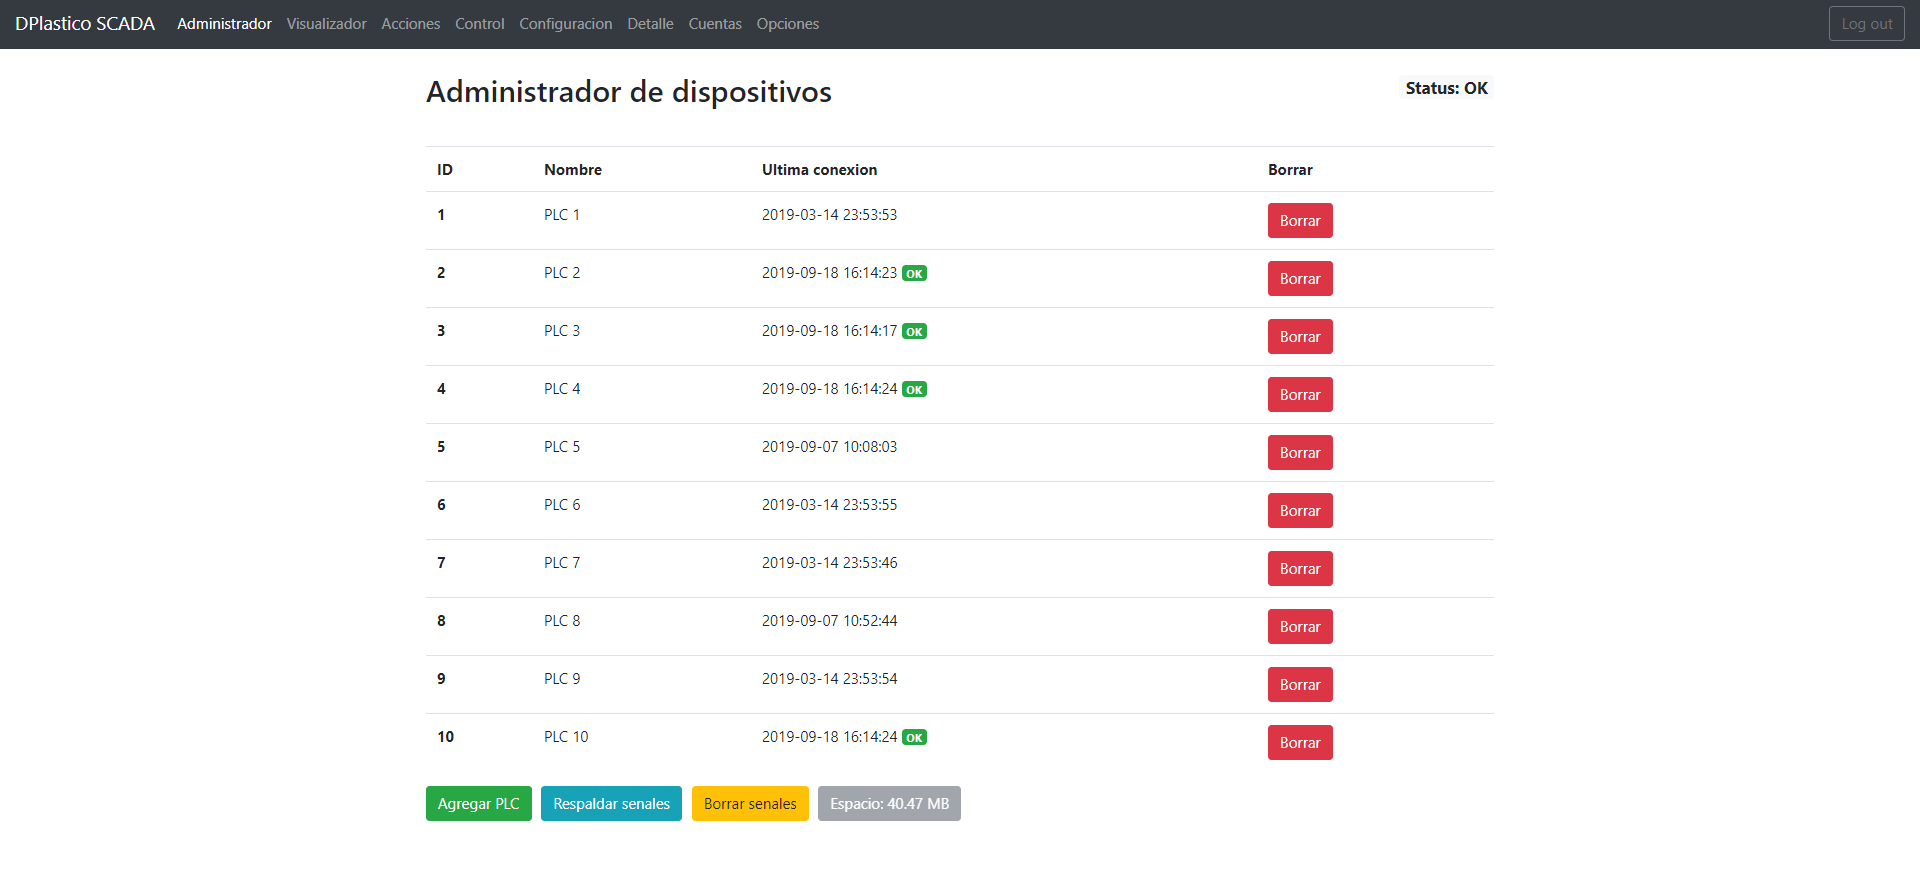 DPlastico SCADA Administrador Visualizador Acciones Control Configuracion Detalle Cuentas Opciones Log out
Administrador de dispositivos Status: OK
ID Nombre Ultima conexion Borrar
1 PLC 1 2019-03-14 23:53:53 Borrar
2 PLC 2 2019-09-18 16:14:23 OK Borrar
3 PLC 3 2019-09-18 16:14:17 OK Borrar
4 PLC 4 2019-09-18 16:14:24 OK Borrar
5 PLC 5 2019-09-07 10:08:03 Borrar
6 PLC 6 2019-03-14 23:53:55 Borrar
7 PLC 7 2019-03-14 23:53:46 Borrar
8 PLC 8 2019-09-07 10:52:44 Borrar
9 PLC 9 2019-03-14 23:53:54 Borrar
10 PLC 10 2019-09-18 16:14:24 OK Borrar
Agregar PLC Respaldar senales Borrar senales Espacio: 40.47 MB